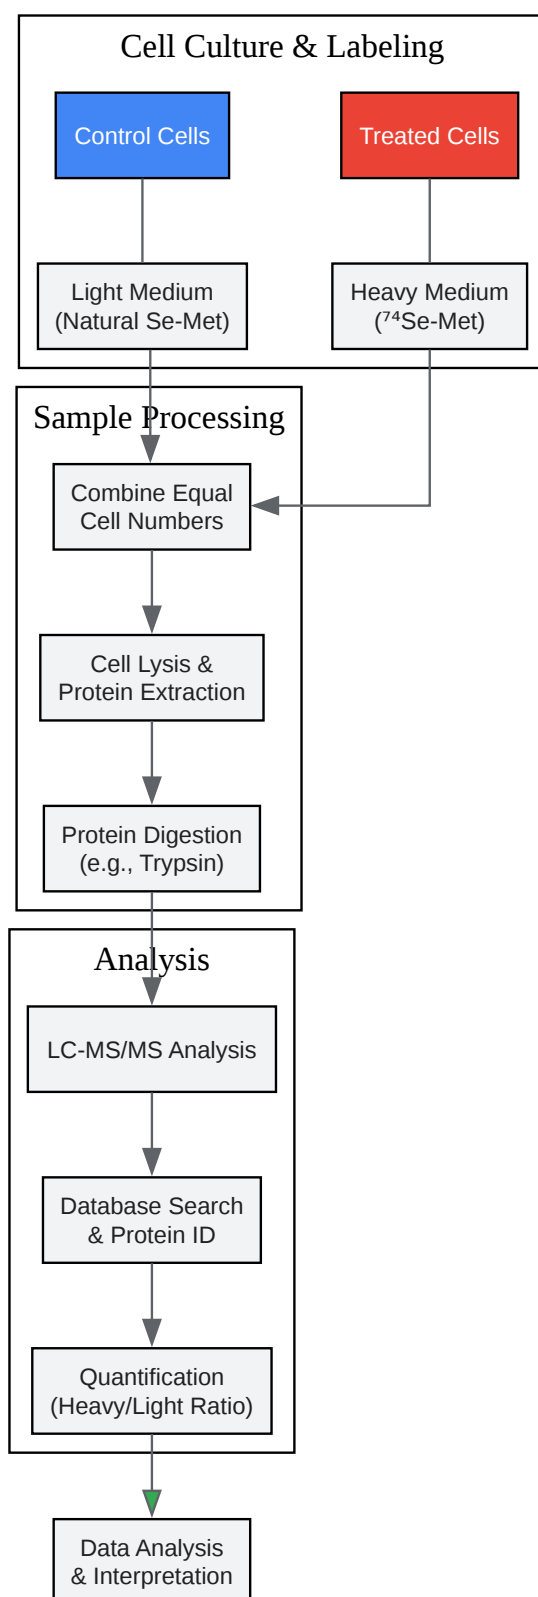 Cell Culture & Labeling
Control Cells
Treated Cells
Light Medium
(Natural Se-Met)
Heavy Medium
(⁷⁴Se-Met)
Sample Processing
Combine Equal
Cell Numbers
Cell Lysis &
Protein Extraction
Protein Digestion
(e.g., Trypsin)
Analysis
LC-MS/MS Analysis
Database Search
& Protein ID
Quantification
(Heavy/Light Ratio)
Data Analysis
& Interpretation